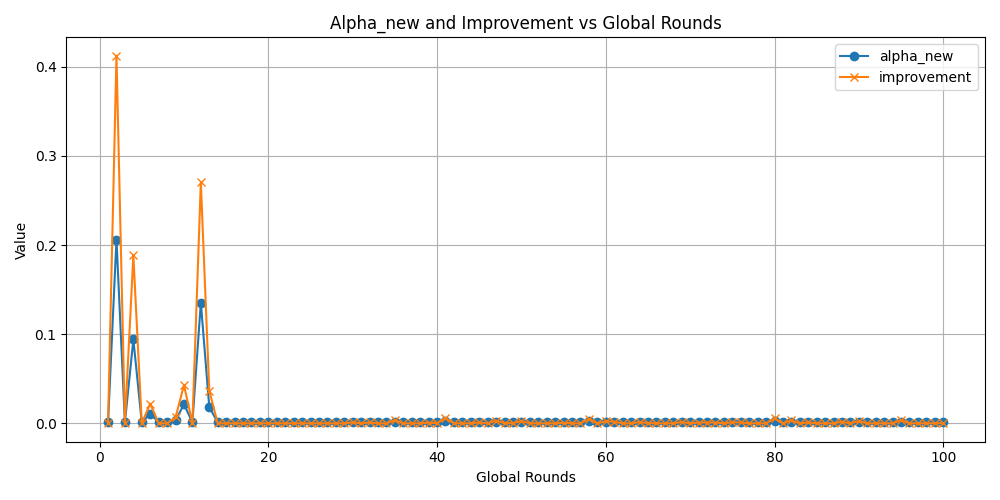 Alpha_new and Improvement vs Global Rounds
alpha_new
improvement
Value
0.4
0.3
0.2
0.1
0.0
0 20 40 60 80 100
Global Rounds